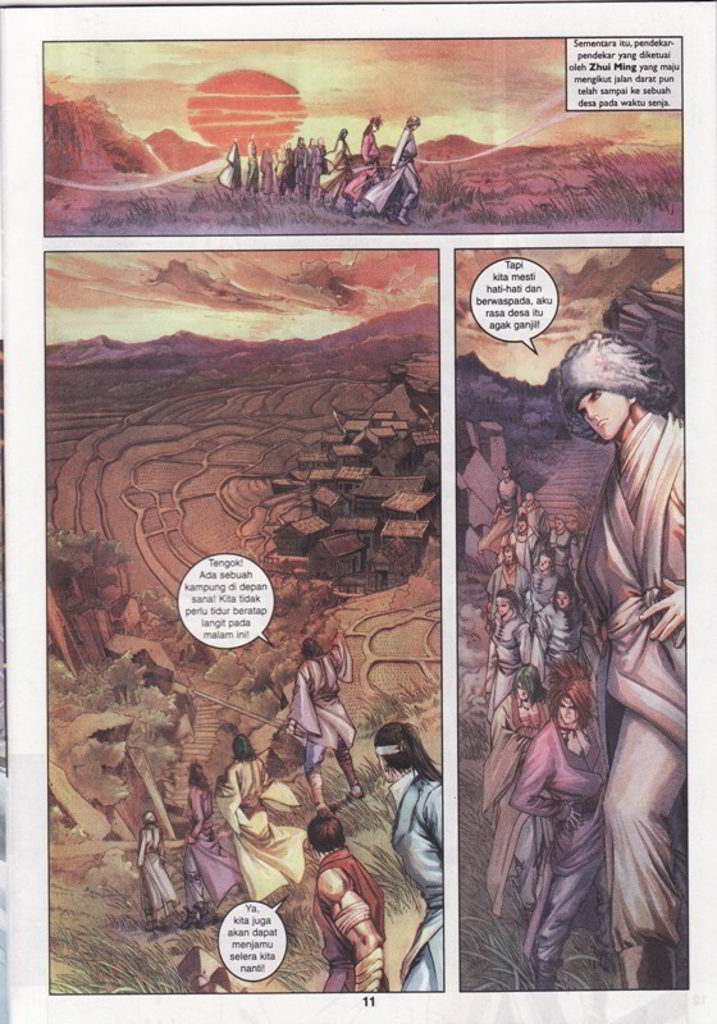 Sementara itu, pendekar-
pendekar yang diketuai
oleh Zhui Ming yang maju
mengikut jalan darat pun
telah sampai ke sebuah
desa pada waktu senja.
Tengok!
Ada sebuah
kampung di depan
sana! Kita tidak
perlu tidur beratap
langit pada
malam ini!
Ya,
kita juga
akan dapat
menjamu
selera kita
nanti!
Tapi
kita mesti
hati-hati dan
berwaspada, aku
rasa desa itu
agak ganjil!
11